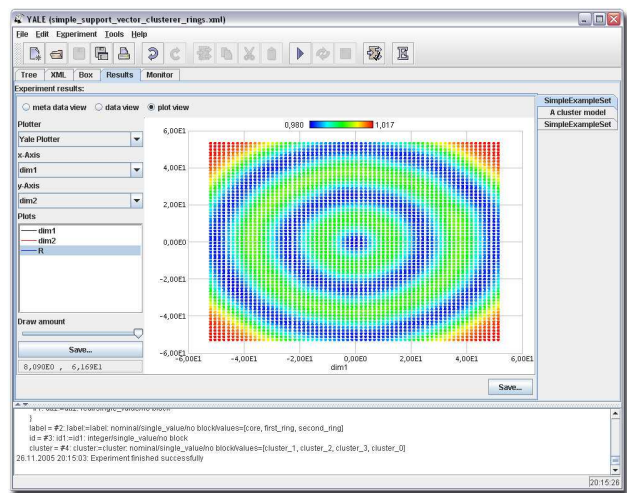 YALE (simple_support_vector_clusterer_rings.xml)
File Edit Experiment Tools Help
Tree XML Box Results Monitor
Experiment results:
meta data view data view plot view
SimpleExampleSet
A cluster model
SimpleExampleSet
Plotter
Yale Plotter
x-Axis
dim1
y-Axis
dim2
Plots
dim1
dim2
R
Draw amount
Save...
8,090E0 , 6,169E1
0,980 1,017
6,00E1
4,00E1
2,00E1
0,00E0
-2,00E1
-4,00E1
-6,00E1
-6,00E1 -4,00E1 -2,00E1 0,00E0 2,00E1 4,00E1 6,00E1
dim1
Save...
}
label = #2: label:=label: nominal/single_value/no block/values=[core, first_ring, second_ring]
id = #3: id1:=id1: integer/single_value/no block
cluster = #4: cluster:=cluster: nominal/single_value/no block/values=[cluster_1, cluster_2, cluster_3, cluster_0]
26.11.2005 20:15:03: Experiment finished successfully
20:15:26